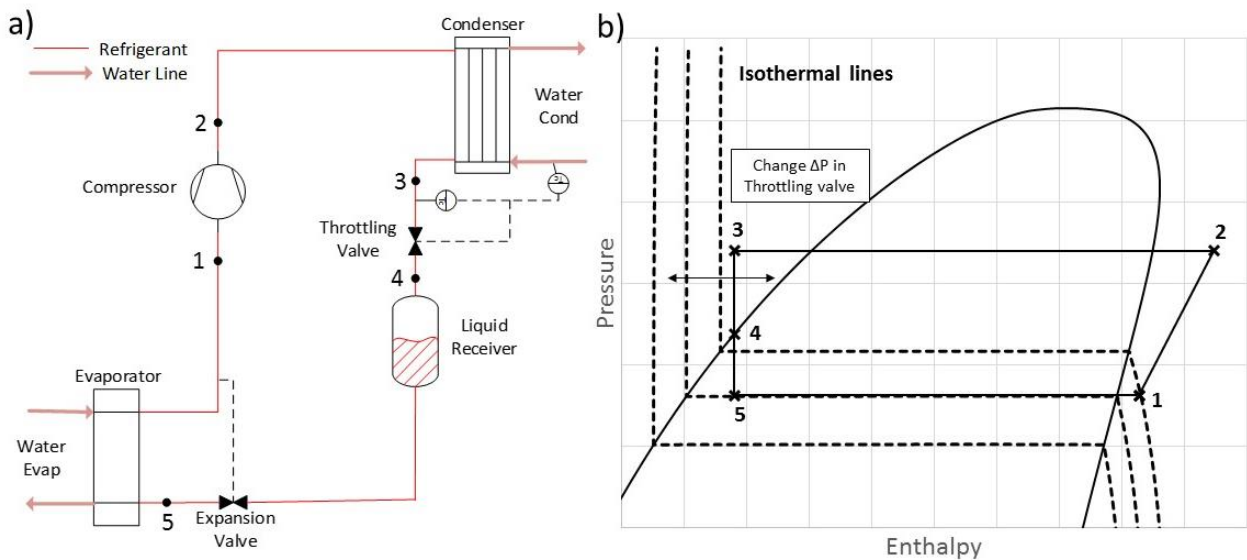 a)
Refrigerant
Water Line
Condenser
Water
Cond
2
Compressor
3
Tc
Throttling
Valve
1
4
Liquid
Receiver
Evaporator
Water
Evap
5
Expansion
Valve
b)
Isothermal lines
Change ΔP in
Throttling valve
3
2
4
5
1
Pressure
Enthalpy